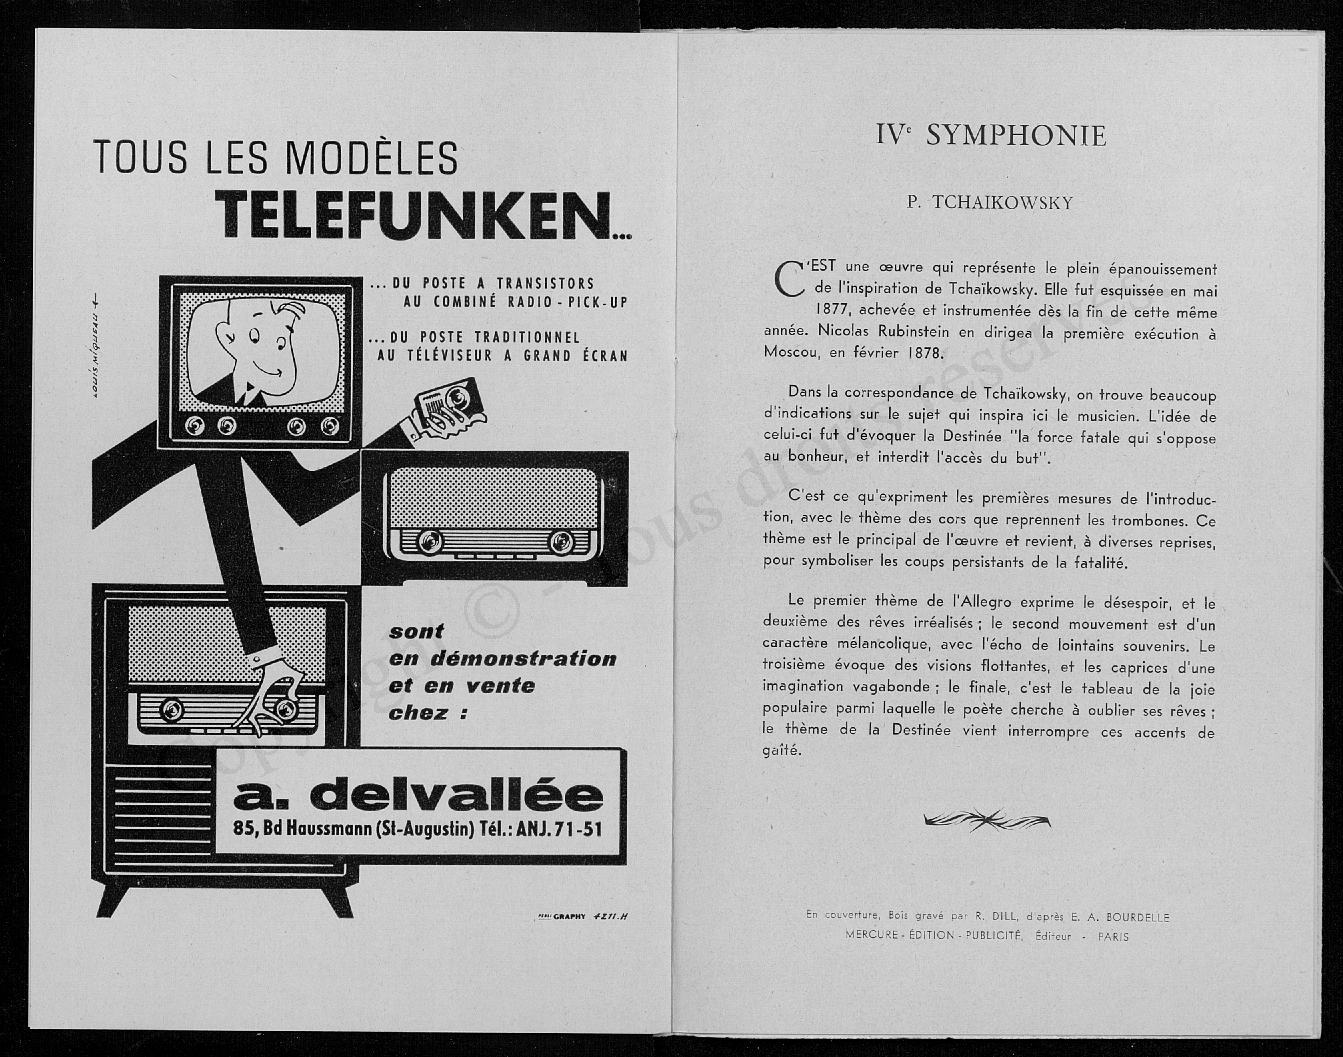 TOUS LES MODÈLES
TELEFUNKEN...
...DU POSTE A TRANSISTORS
AU COMBINÉ RADIO-PICK-UP
...DU POSTE TRADITIONNEL
AU TÉLÉVISEUR A GRAND ÉCRAN
LOUIS MIQUEAU
sont
en démonstration
et en vente
chez :
a. delvallée
85, Bd Haussmann (St-Augustin) Tél.: ANJ. 71-51
GRAPHY
IVe SYMPHONIE
P. TCHAIKOWSKY
C'EST une œuvre qui représente le plein épanouissement
de l'inspiration de Tchaïkowsky. Elle fut esquissée en mai
1877, achevée et instrumentée dès la fin de cette même
année. Nicolas Rubinstein en dirigea la première exécution à
Moscou, en février 1878.
Dans la correspondance de Tchaïkowsky, on trouve beaucoup
d'indications sur le sujet qui inspira ici le musicien. L'idée de
celui-ci fut d'évoquer la Destinée "la force fatale qui s'oppose
au bonheur, et interdit l'accès du but".
C'est ce qu'expriment les premières mesures de l'introduc-
tion, avec le thème des cors que reprennent les trombones. Ce
thème est le principal de l'œuvre et revient, à diverses reprises,
pour symboliser les coups persistants de la fatalité.
Le premier thème de l'Allegro exprime le désespoir, et le
deuxième des rêves irréalisés ; le second mouvement est d'un
caractère mélancolique, avec l'écho de lointains souvenirs. Le
troisième évoque des visions flottantes, et les caprices d'une
imagination vagabonde ; le finale, c'est le tableau de la joie
populaire parmi laquelle le poète cherche à oublier ses rêves ;
le thème de la Destinée vient interrompre ces accents de
gaîté.
En couverture, Bois gravé par R. DILL, d'après E. A. BOURDELLE
MERCURE - ÉDITION - PUBLICITÉ, Éditeur - PARIS
Copyright © - Tous droits réservés